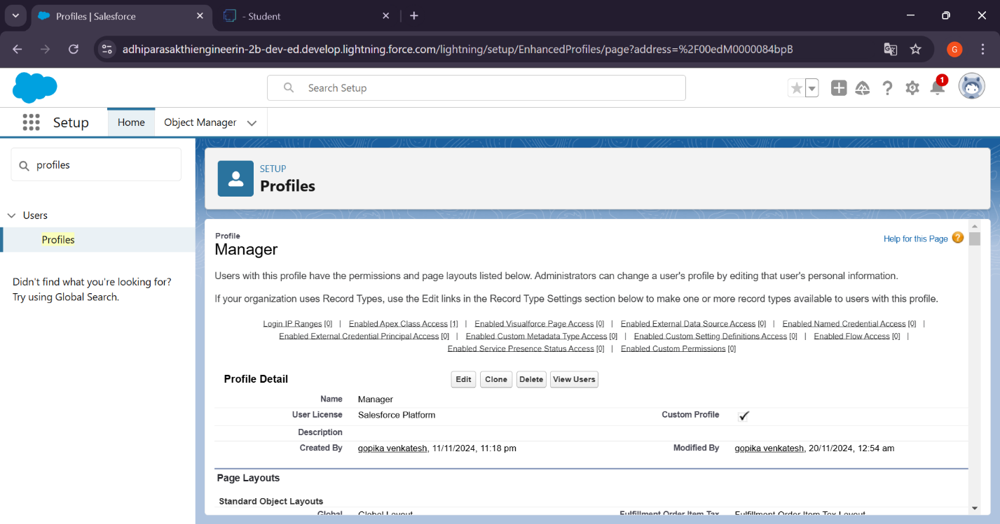 Profiles | Salesforce
- Student
adhiparasakthiengineerin-2b-dev-ed.develop.lightning.force.com/lightning/setup/EnhancedProfiles/page?address=%2F00edM0000084bpB
G
Search Setup
1
Setup
Home
Object Manager
profiles
Users
Profiles
Didn't find what you're looking for?
Try using Global Search.
SETUP
Profiles
Profile
Manager
Help for this Page ?
Users with this profile have the permissions and page layouts listed below. Administrators can change a user's profile by editing that user's personal information.
If your organization uses Record Types, use the Edit links in the Record Type Settings section below to make one or more record types available to users with this profile.
Login IP Ranges [0] | Enabled Apex Class Access [1] | Enabled Visualforce Page Access [0] | Enabled External Data Source Access [0] | Enabled Named Credential Access [0] |
Enabled External Credential Principal Access [0] | Enabled Custom Metadata Type Access [0] | Enabled Custom Setting Definitions Access [0] | Enabled Flow Access [0] |
Enabled Service Presence Status Access [0] | Enabled Custom Permissions [0]
Profile Detail
Edit Clone Delete View Users
Name Manager
User License Salesforce Platform Custom Profile
Description
Created By gopika venkatesh, 11/11/2024, 11:18 pm Modified By gopika venkatesh, 20/11/2024, 12:54 am
Page Layouts
Standard Object Layouts
Global Global Layout Fulfillment Order Item Tax Fulfillment Order Item Tax Layout